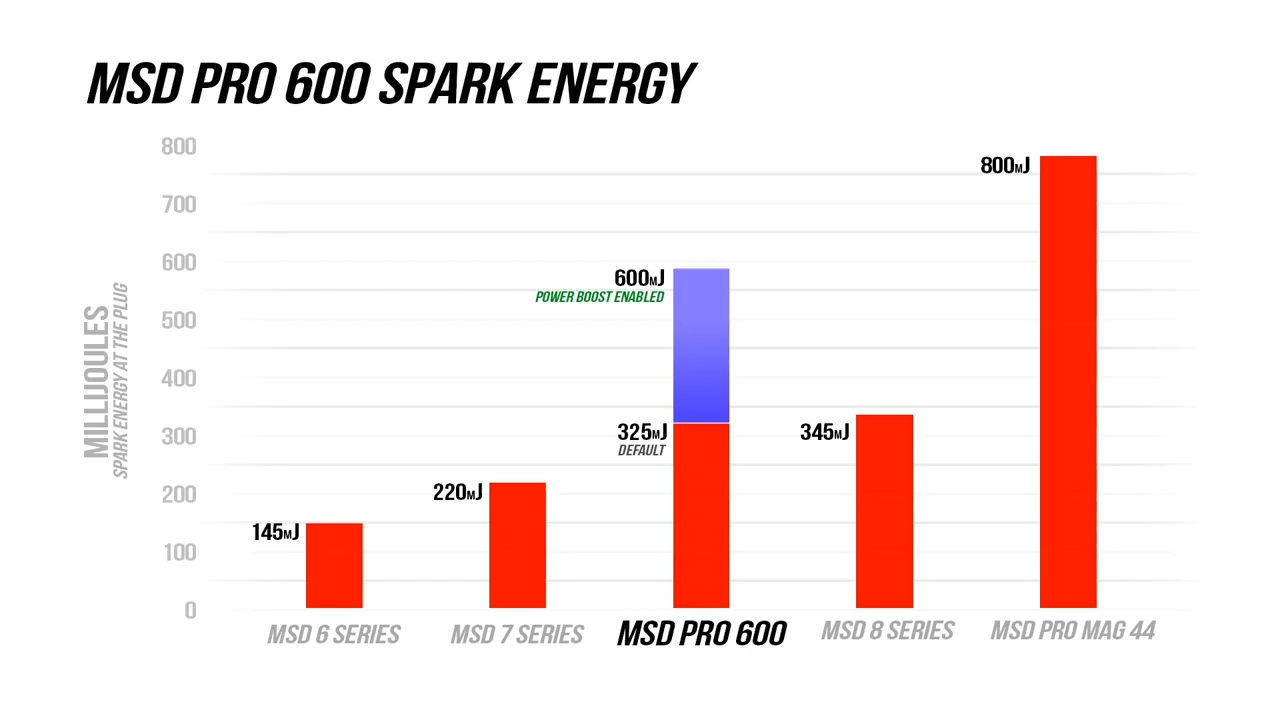 MSD PRO 600 SPARK ENERGY
800
700
600
500
400
300
200
100
0
MILLIJOULES
SPARK ENERGY AT THE PLUG
145MJ
220MJ
600MJ
POWER BOOST ENABLED
325MJ
DEFAULT
345MJ
800MJ
MSD 6 SERIES
MSD 7 SERIES
MSD PRO 600
MSD 8 SERIES
MSD PRO MAG 44